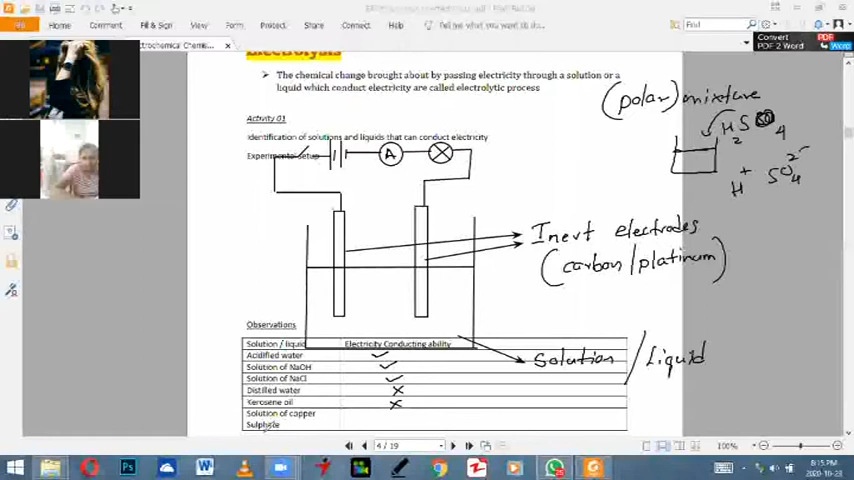 Home
Comment
Fill & Sign
View
Form
Protect
Share
Connect
Help
Tell me what you want to do...
Find
Convert PDF
PDF 2 Word Word
ctrochemical Chemi...
Electrolysis
The chemical change brought about by passing electricity through a solution or a
liquid which conduct electricity are called electrolytic process
Activity 01
Identification of solutions and liquids that can conduct electricity
Experimental setup
A
(polar) mixture
H2SO4
H+ SO4 2-
Inert electrodes
(carbon/platinum)
Solution / Liquid
Observations
Solution / liquid Electricity Conducting ability
Acidified water ✓
Solution of NaOH ✓
Solution of NaCl ✓
Distilled water ×
Kerosene oil ×
Solution of copper
Sulphate
4 / 19
100%
8:15 PM